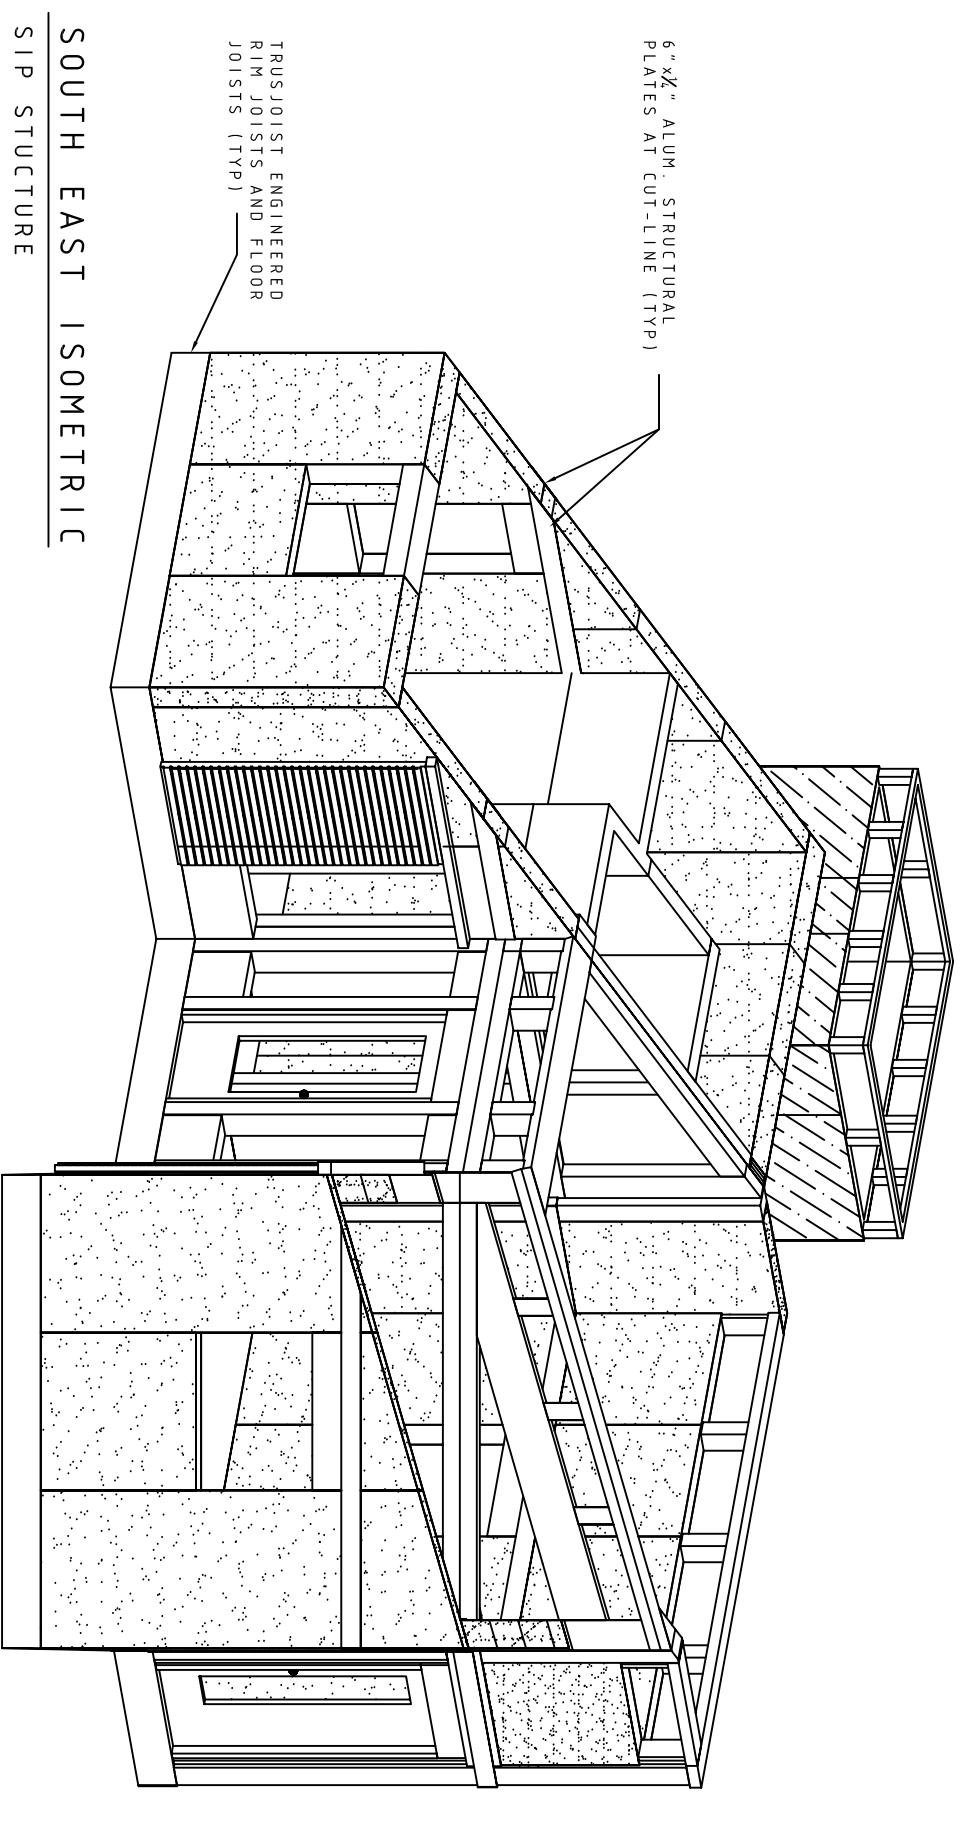 6"x¼" ALUM. STRUCTURAL
PLATES AT CUT-LINE (TYP)
TRUSJOIST ENGINEERED
RIM JOISTS AND FLOOR
JOISTS (TYP)
SOUTH EAST ISOMETRIC
SIP STUCTURE